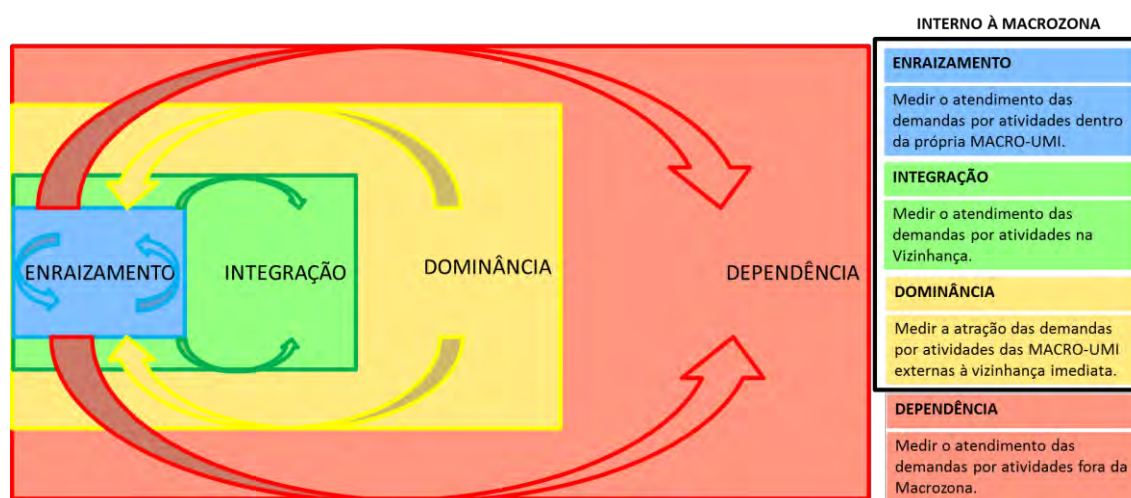 ENRAIZAMENTO
INTEGRAÇÃO
DOMINÂNCIA
DEPENDÊNCIA
INTERNO À MACROZONA
ENRAIZAMENTO
Medir o atendimento das
demandas por atividades dentro
da própria MACRO-UMI.
INTEGRAÇÃO
Medir o atendimento das
demandas por atividades na
Vizinhança.
DOMINÂNCIA
Medir a atração das demandas
por atividades das MACRO-UMI
externas à vizinhança imediata.
DEPENDÊNCIA
Medir o atendimento das
demandas por atividades fora da
Macrozona.